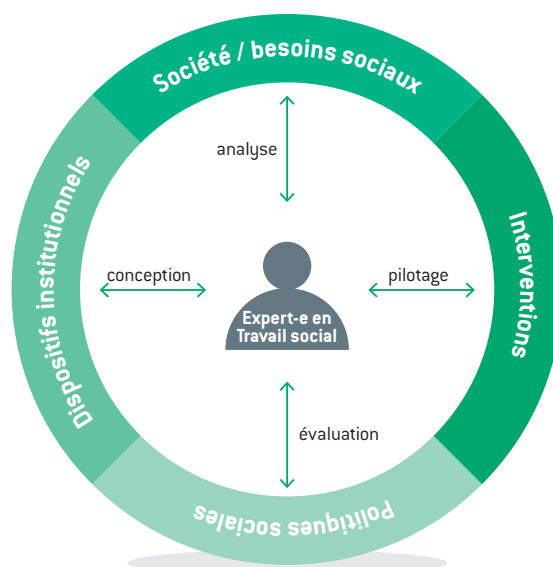 Société / besoins sociaux
analyse
Dispositifs institutionnels
conception
Expert-e en
Travail social
pilotage
Interventions
évaluation
Politiques sociales